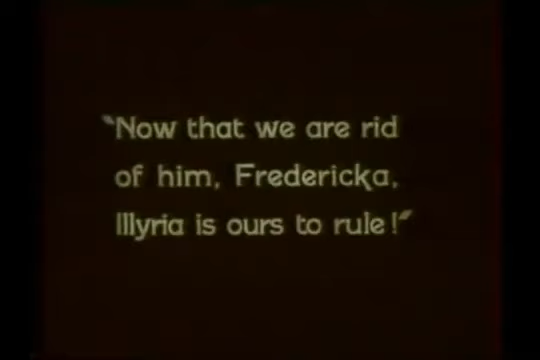 "Now that we are rid
of him, Fredericka,
Illyria is ours to rule!"